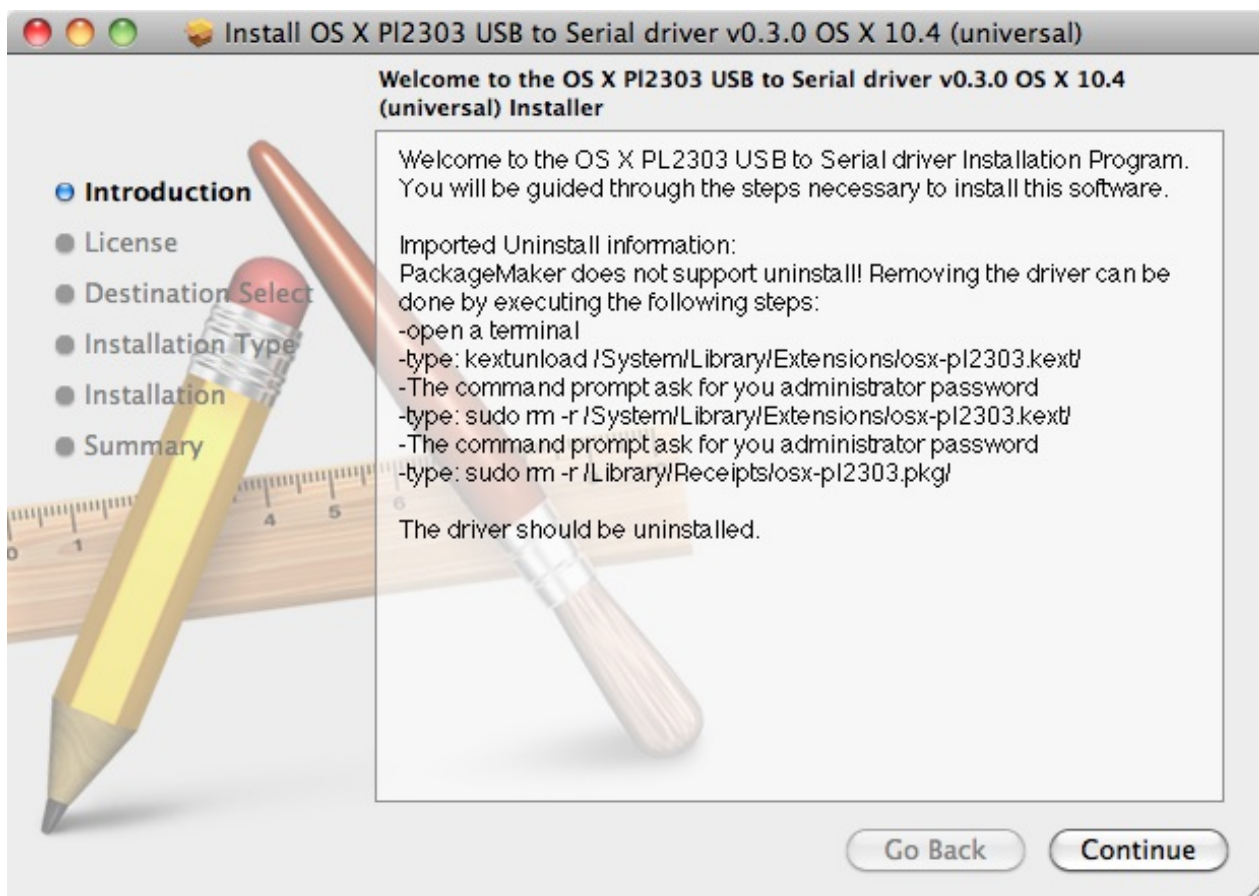 Install OS X Pl2303 USB to Serial driver v0.3.0 OS X 10.4 (universal)
Welcome to the OS X Pl2303 USB to Serial driver v0.3.0 OS X 10.4
(universal) Installer
Introduction
License
Destination Select
Installation Type
Installation
Summary
Welcome to the OS X PL2303 USB to Serial driver Installation Program.
You will be guided through the steps necessary to install this software.
Imported Uninstall information:
PackageMaker does not support uninstall! Removing the driver can be
done by executing the following steps:
-open a terminal
-type: kextunload /System/Library/Extensions/osx-pl2303.kext/
-The command prompt ask for you administrator password
-type: sudo rm -r /System/Library/Extensions/osx-pl2303.kext/
-The command prompt ask for you administrator password
-type: sudo rm -r /Library/Receipts/osx-pl2303.pkg/
The driver should be uninstalled.
0 1 4 5 6
Go Back
Continue